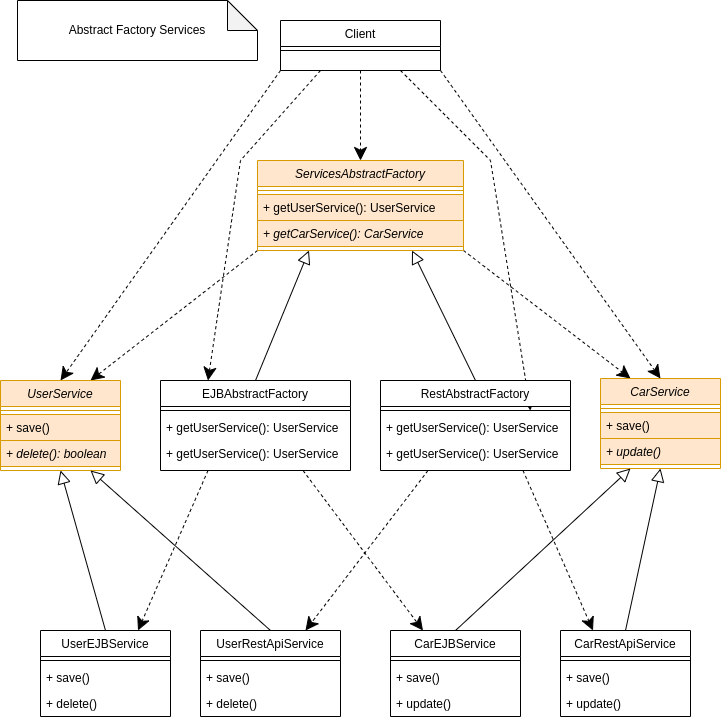 Abstract Factory Services
Client
ServicesAbstractFactory
+ getUserService(): UserService
+ getCarService(): CarService
UserService
+ save()
+ delete(): boolean
EJBAbstractFactory
+ getUserService(): UserService
+ getUserService(): UserService
RestAbstractFactory
+ getUserService(): UserService
+ getUserService(): UserService
CarService
+ save()
+ update()
UserEJBService
+ save()
+ delete()
UserRestApiService
+ save()
+ delete()
CarEJBService
+ save()
+ update()
CarRestApiService
+ save()
+ update()